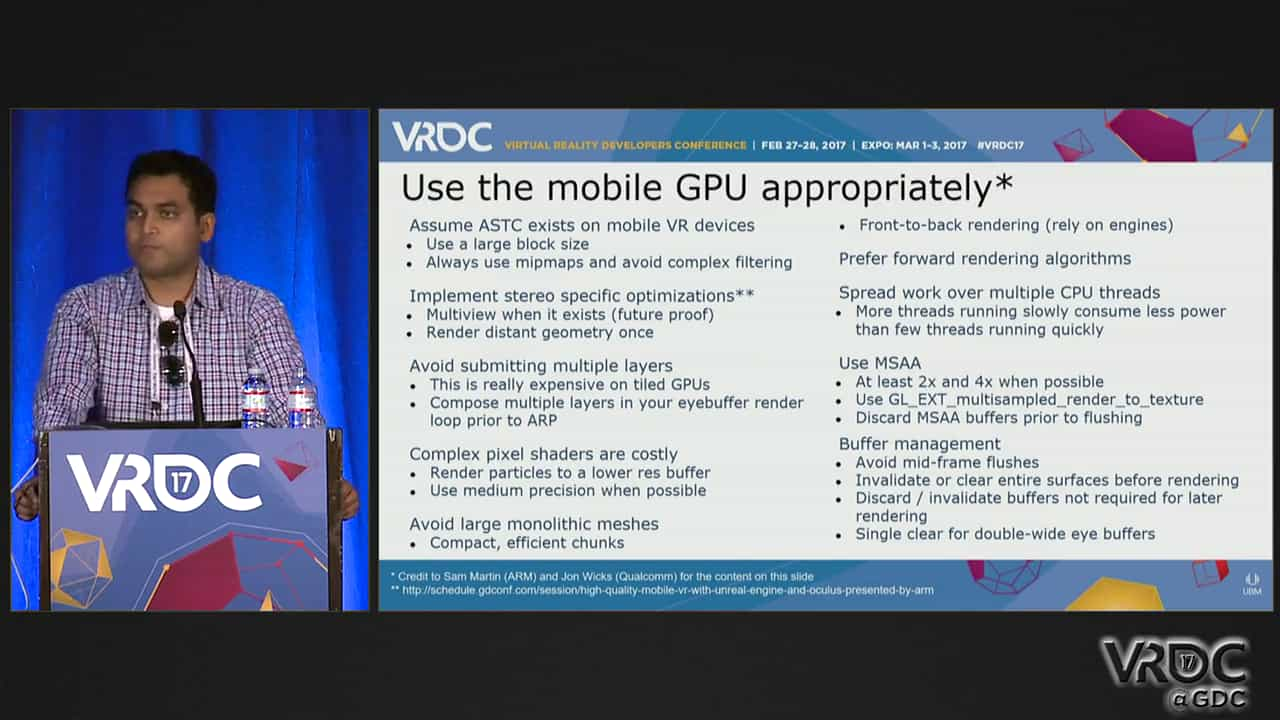 VRDC VIRTUAL REALITY DEVELOPERS CONFERENCE | FEB 27-28, 2017 | EXPO: MAR 1-3, 2017 #VRDC17
Use the mobile GPU appropriately*
Assume ASTC exists on mobile VR devices
• Use a large block size
• Always use mipmaps and avoid complex filtering
Implement stereo specific optimizations**
• Multiview when it exists (future proof)
• Render distant geometry once
Avoid submitting multiple layers
• This is really expensive on tiled GPUs
• Compose multiple layers in your eyebuffer render
loop prior to ARP
Complex pixel shaders are costly
• Render particles to a lower res buffer
• Use medium precision when possible
Avoid large monolithic meshes
• Compact, efficient chunks
• Front-to-back rendering (rely on engines)
Prefer forward rendering algorithms
Spread work over multiple CPU threads
• More threads running slowly consume less power
than few threads running quickly
Use MSAA
• At least 2x and 4x when possible
• Use GL_EXT_multisampled_render_to_texture
• Discard MSAA buffers prior to flushing
Buffer management
• Avoid mid-frame flushes
• Invalidate or clear entire surfaces before rendering
• Discard / invalidate buffers not required for later
rendering
• Single clear for double-wide eye buffers
* Credit to Sam Martin (ARM) and Jon Wicks (Qualcomm) for the content on this slide
** http://schedule.gdconf.com/session/high-quality-mobile-vr-with-unreal-engine-and-oculus-presented-by-arm
UBM
VRDC 17
VRDC 17
@GDC